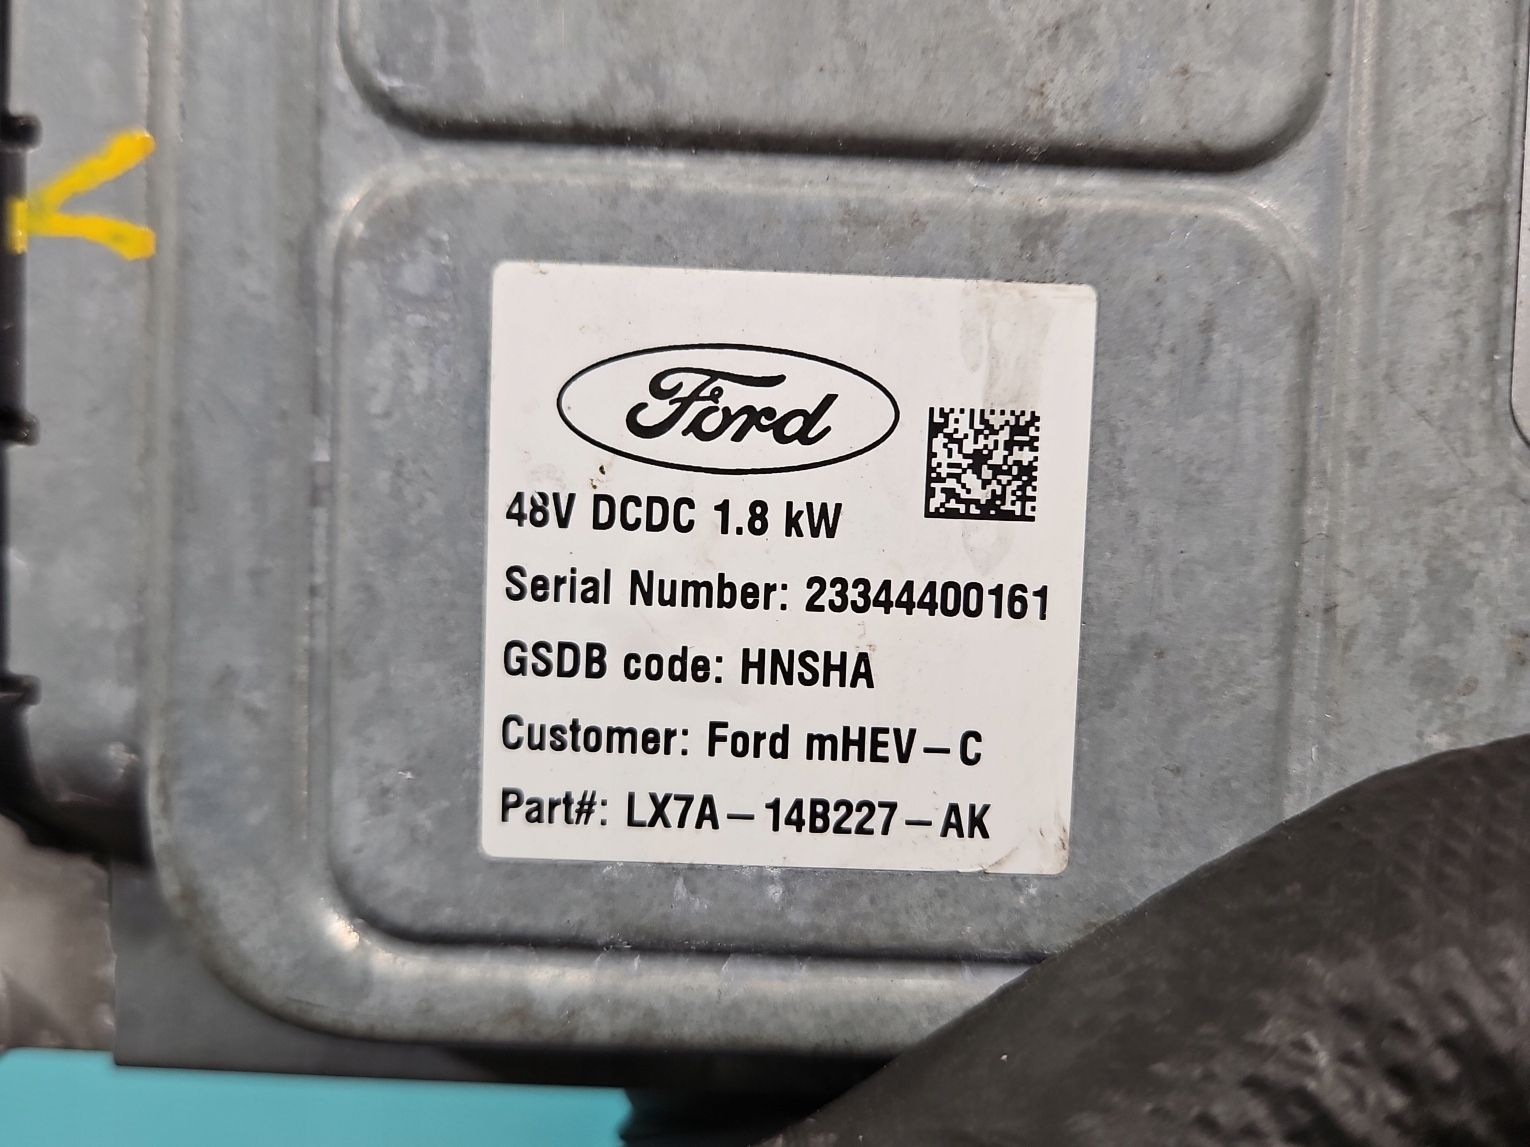 Ford
48V DCDC 1.8 kW
Serial Number: 23344400161
GSDB code: HNSHA
Customer: Ford mHEV-C
Part#: LX7A-14B227-AK